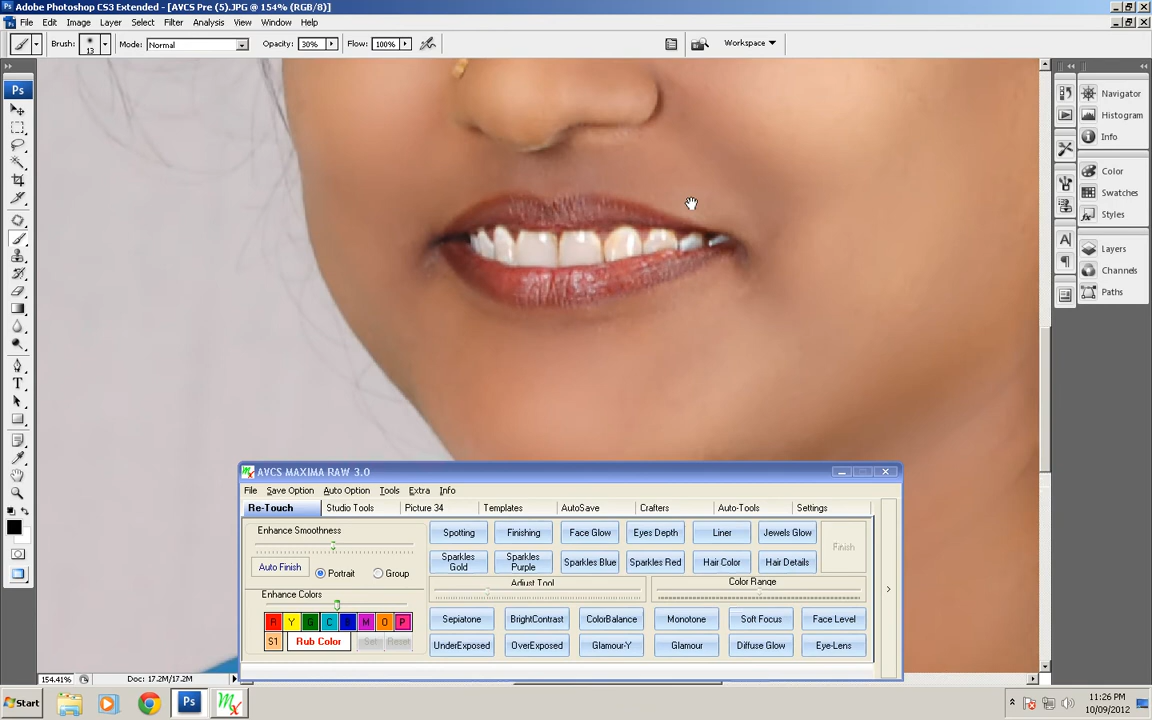 Adobe Photoshop CS3 Extended - [AVCS Pre (5).JPG @ 154% (RGB/8)]
File Edit Image Layer Select Filter Analysis View Window Help
Brush: 13 Mode: Normal Opacity: 30% Flow: 100% Workspace
Ps
Navigator
Histogram
Info
Color
Swatches
Styles
Layers
Channels
Paths
AVCS MAXIMA RAW 3.0
File Save Option Auto Option Tools Extra Info
Re-Touch Studio Tools Picture 34 Templates AutoSave Crafters Auto-Tools Settings
Enhance Smoothness
Auto Finish Portrait Group
Enhance Colors
R Y G C B M O P
S1 Rub Color Set Reset
Spotting Finishing Face Glow Eyes Depth Liner Jewels Glow Finish
Sparkles Gold Sparkles Purple Sparkles Blue Sparkles Red Hair Color Hair Details
Adjust Tool Color Range
Sepiatone BrightContrast ColorBalance Monotone Soft Focus Face Level
UnderExposed OverExposed Glamour-Y Glamour Diffuse Glow Eye-Lens
154.41% Doc: 17.2M/17.2M
Start Ps 11:26 PM
10/09/2012